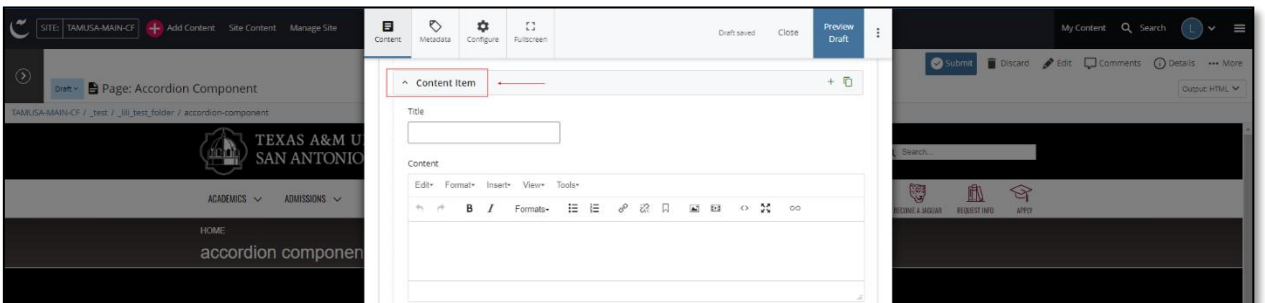 SITE: TAMUSA-MAIN-CF Add Content Site Content Manage Site
My Content Search L
Content Metadata Configure Fullscreen Draft saved Close Preview Draft
Submit Discard Edit Comments Details More
Draft Page: Accordion Component
Output: HTML
TAMUSA-MAIN-CF / _test / _lili_test_folder / accordion-component
Content Item
Title
Content
Edit Format Insert View Tools
B I Formats
TEXAS A&M U
SAN ANTONIO
Search...
ACADEMICS ADMISSIONS
BECOME A JAGUAR REQUEST INFO APPLY
HOME
accordion componen